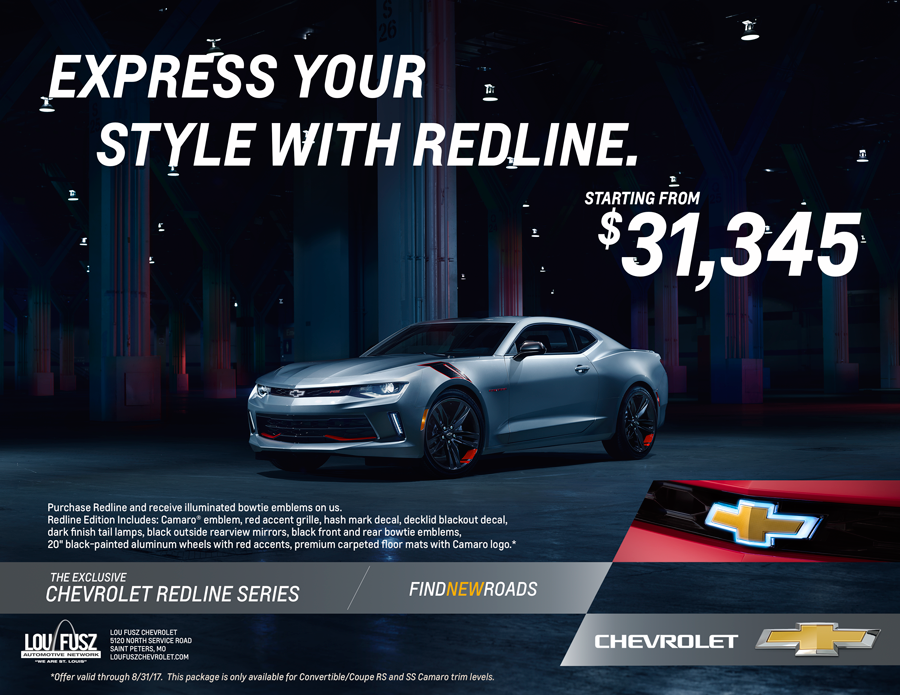 S
26
EXPRESS YOUR
STYLE WITH REDLINE.
STARTING FROM
$31,345
Purchase Redline and receive illuminated bowtie emblems on us.
Redline Edition Includes: Camaro® emblem, red accent grille, hash mark decal, decklid blackout decal,
dark finish tail lamps, black outside rearview mirrors, black front and rear bowtie emblems,
20" black-painted aluminum wheels with red accents, premium carpeted floor mats with Camaro logo.*
THE EXCLUSIVE
CHEVROLET REDLINE SERIES
FINDNEWROADS
LOU FUSZ
AUTOMOTIVE NETWORK
"WE ARE ST. LOUIS"
LOU FUSZ CHEVROLET
5120 NORTH SERVICE ROAD
SAINT PETERS, MO
LOUFUSZCHEVROLET.COM
CHEVROLET
*Offer valid through 8/31/17. This package is only available for Convertible/Coupe RS and SS Camaro trim levels.